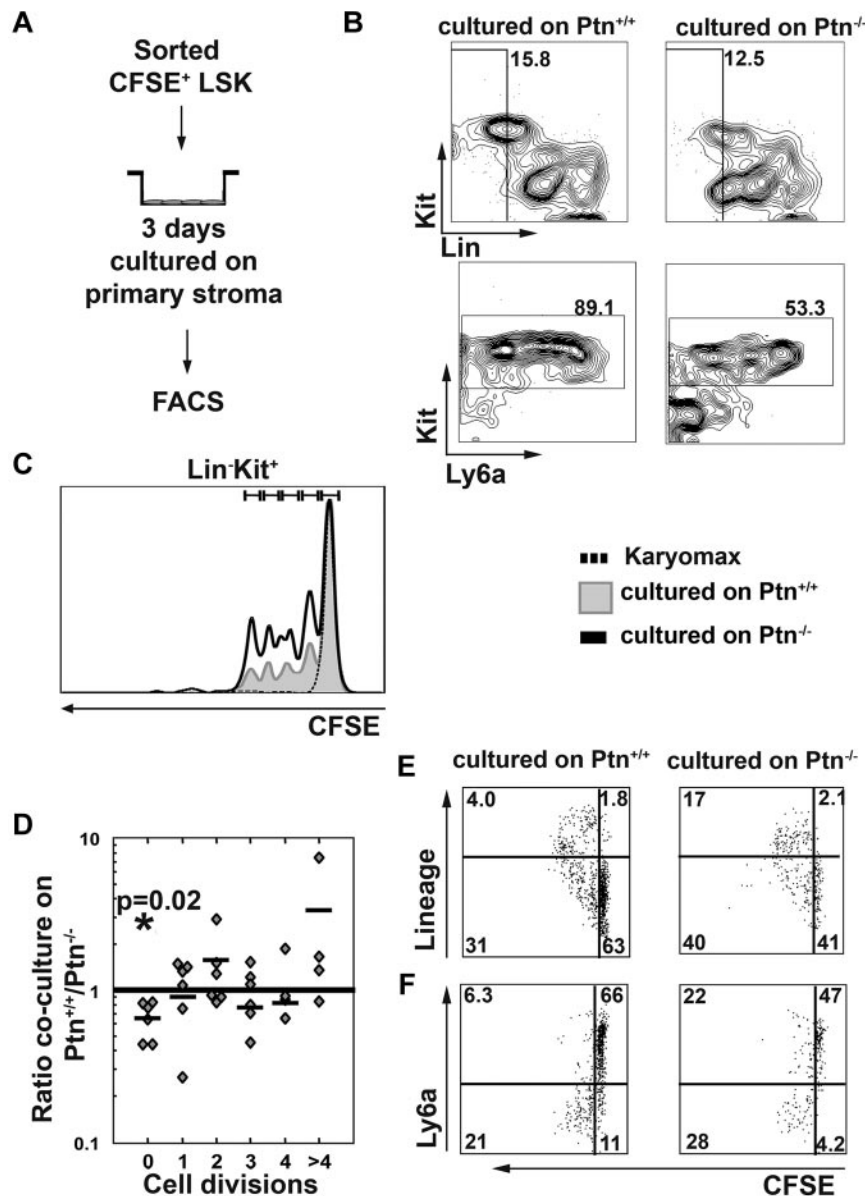 A
Sorted
CFSE⁺ LSK
3 days
cultured on
primary stroma
FACS
B
cultured on Ptn⁺/⁺
cultured on Ptn⁻/⁻
15.8
12.5
Kit
Lin
89.1
53.3
Kit
Ly6a
C
Lin⁻Kit⁺
CFSE
Karyomax
cultured on Ptn⁺/⁺
cultured on Ptn⁻/⁻
D
Ratio co-culture on
Ptn⁺/⁺/Ptn⁻/⁻
10
1
0.1
p=0.02
*
0 1 2 3 4 >4
Cell divisions
E
cultured on Ptn⁺/⁺
cultured on Ptn⁻/⁻
Lineage
4.0 1.8
31 63
17 2.1
40 41
F
Ly6a
6.3 66
21 11
22 47
28 4.2
CFSE